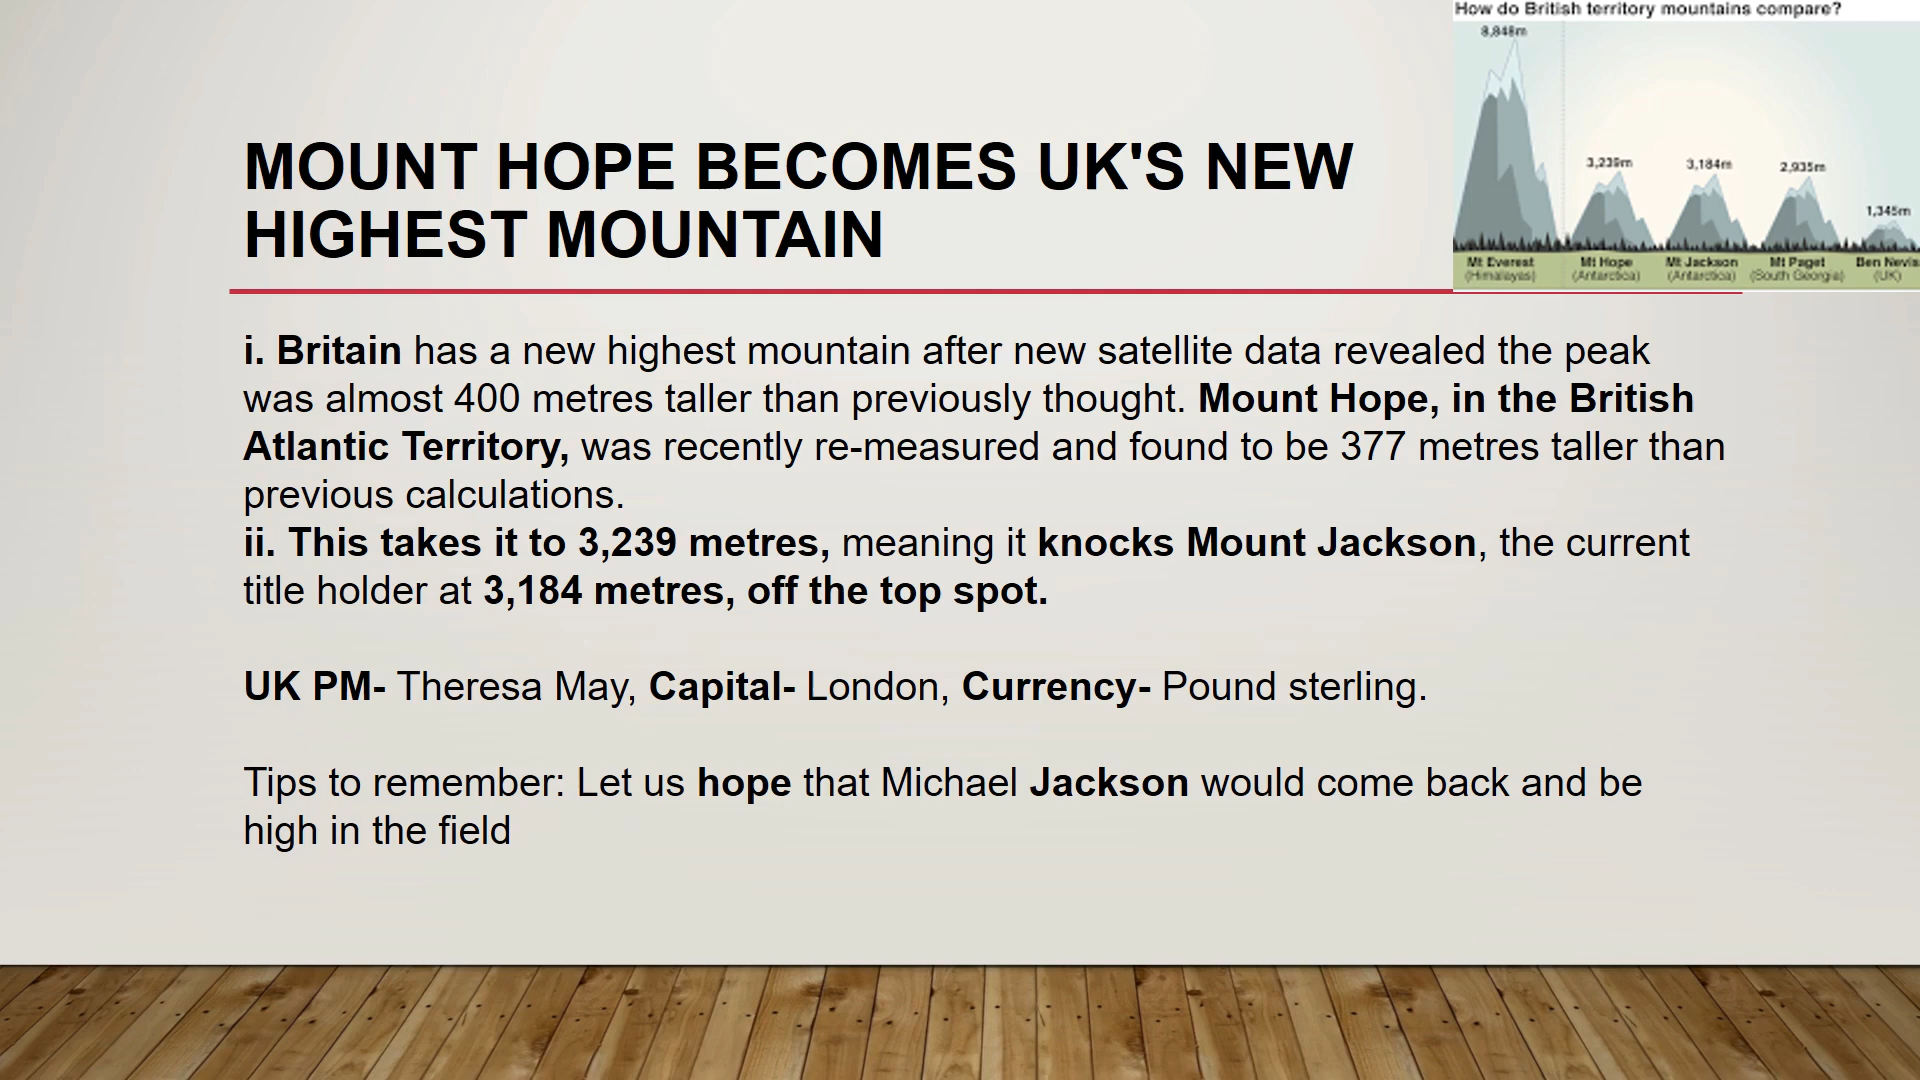 How do British territory mountains compare?
8,848m
3,239m
3,184m
2,935m
1,345m
Mt Everest
(Himalayas)
Mt Hope
(Antarctica)
Mt Jackson
(Antarctica)
Mt Paget
(South Georgia)
Ben Nevis
(UK)
MOUNT HOPE BECOMES UK'S NEW
HIGHEST MOUNTAIN
i. Britain has a new highest mountain after new satellite data revealed the peak
was almost 400 metres taller than previously thought. Mount Hope, in the British
Atlantic Territory, was recently re-measured and found to be 377 metres taller than
previous calculations.
ii. This takes it to 3,239 metres, meaning it knocks Mount Jackson, the current
title holder at 3,184 metres, off the top spot.
UK PM- Theresa May, Capital- London, Currency- Pound sterling.
Tips to remember: Let us hope that Michael Jackson would come back and be
high in the field